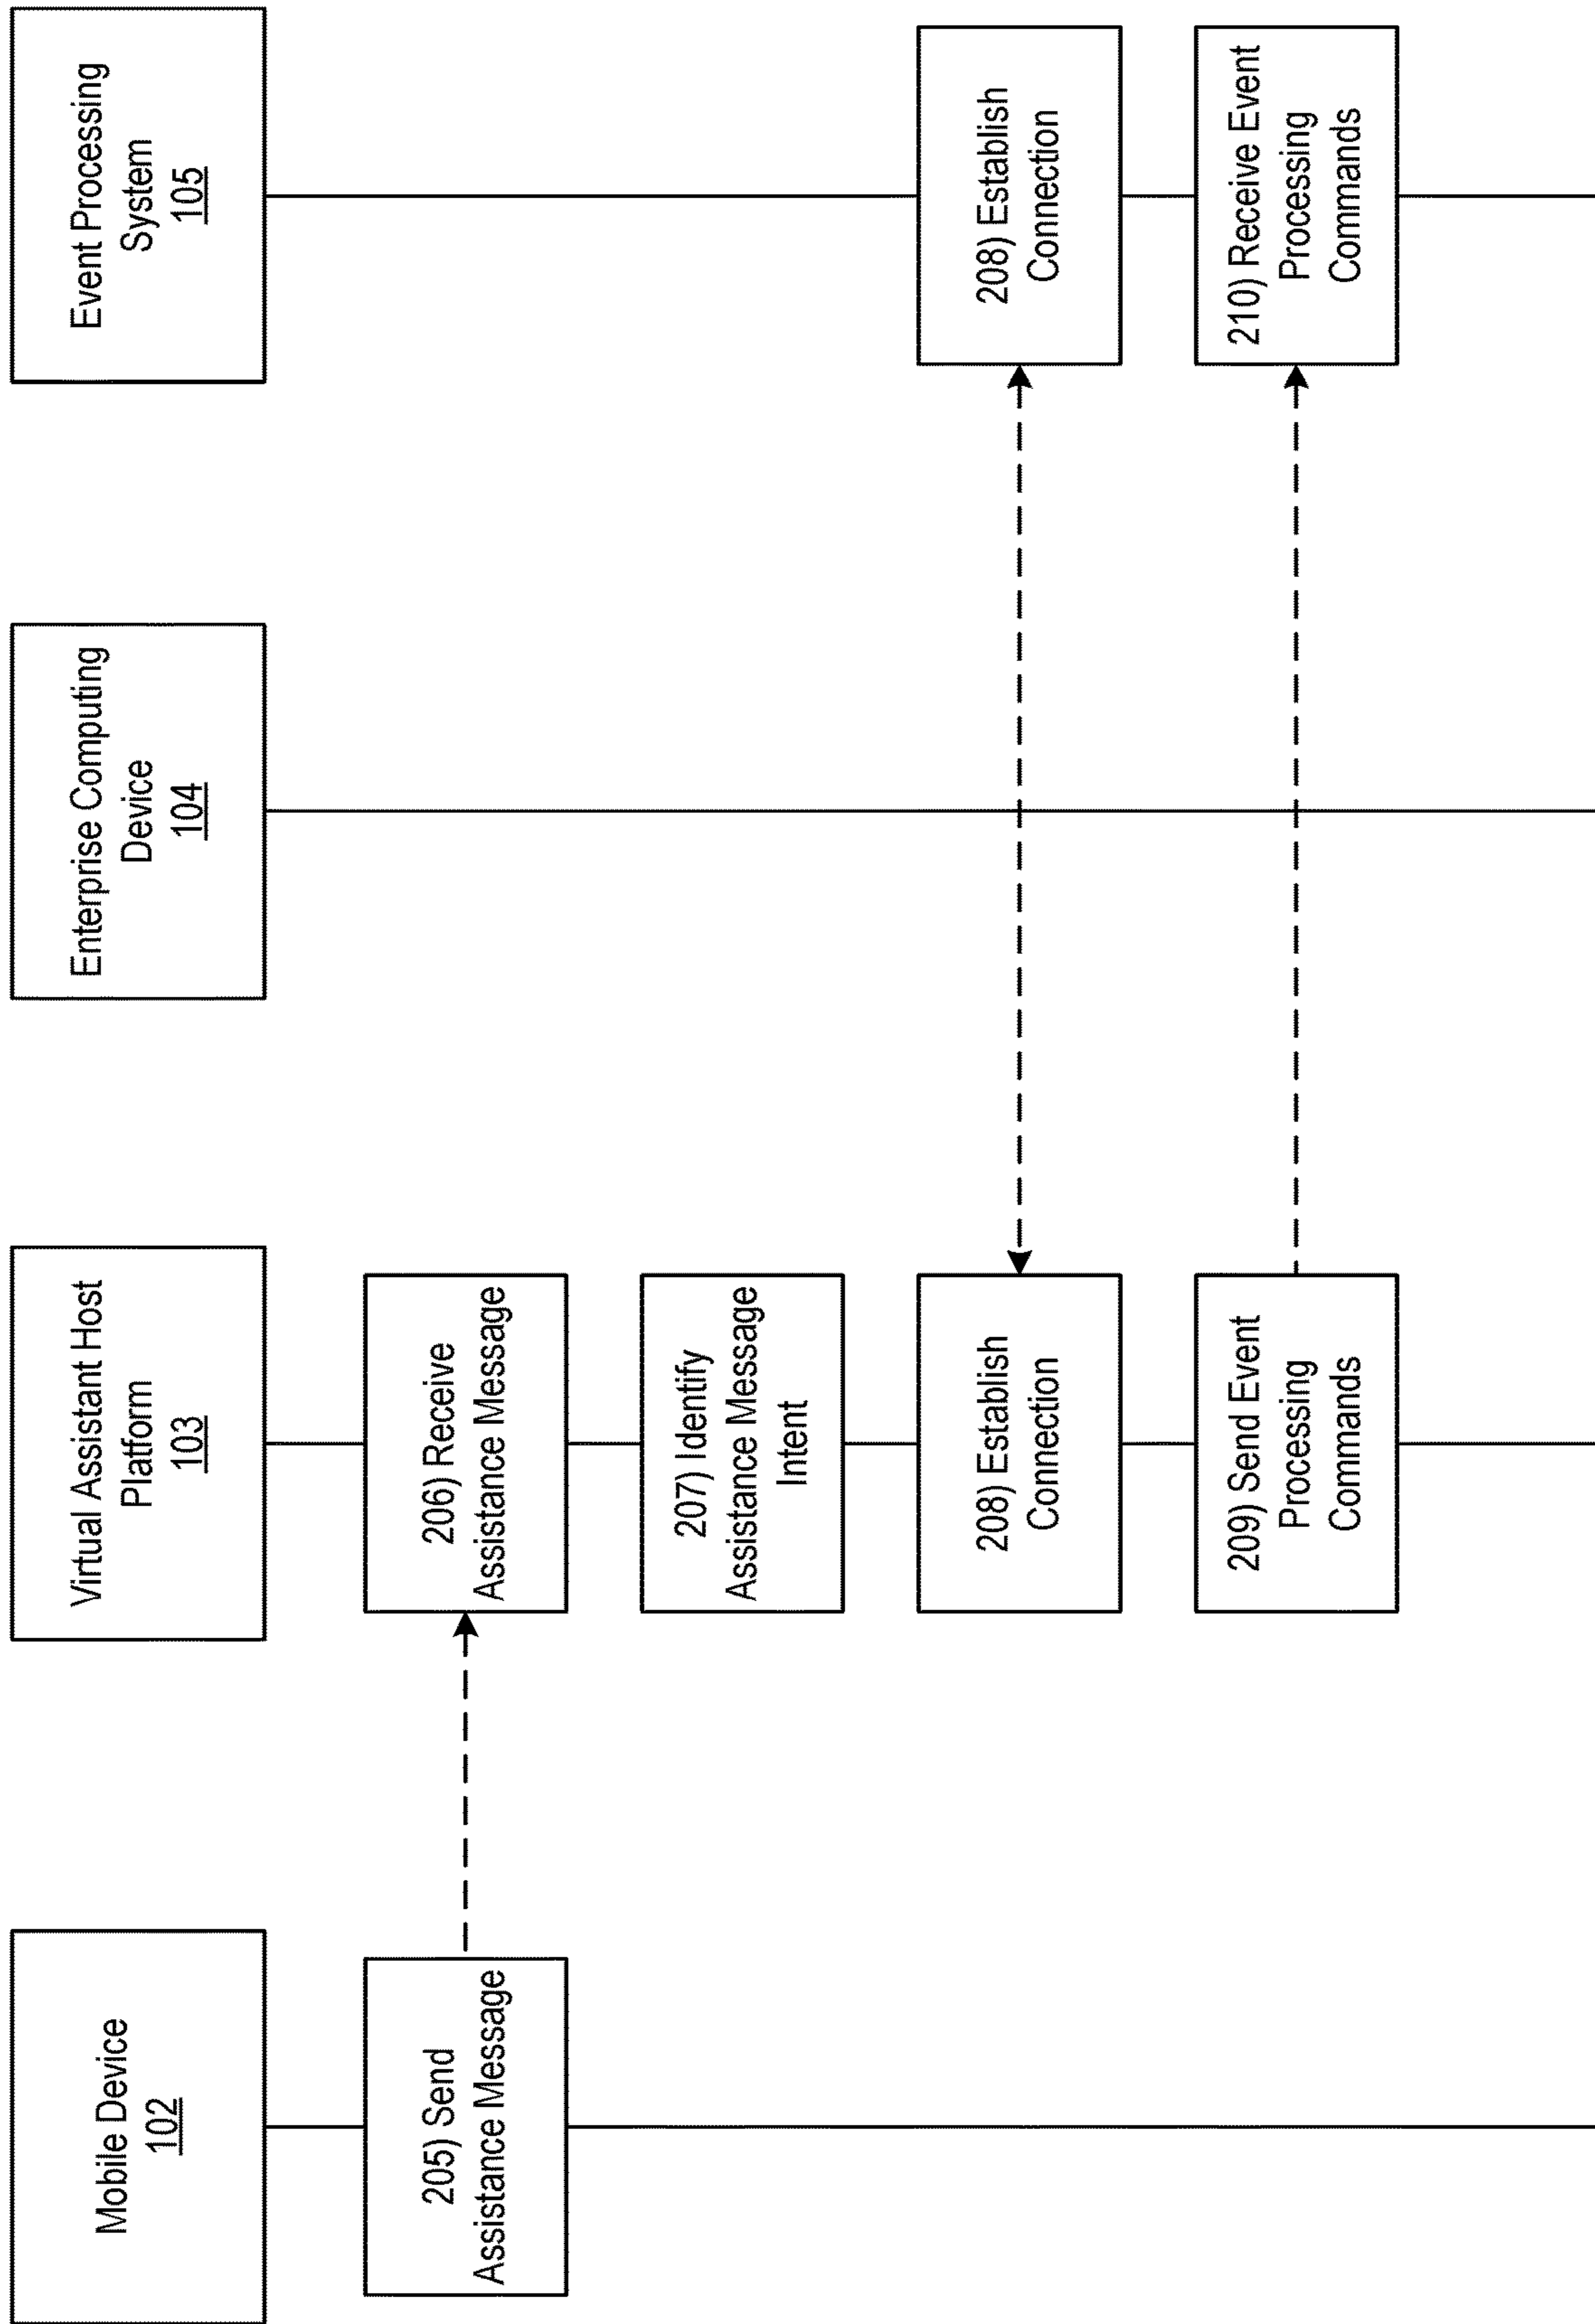 Mobile Device
102
Virtual Assistant Host
Platform
103
Enterprise Computing
Device
104
Event Processing
System
105
205) Send
Assistance Message
206) Receive
Assistance Message
207) Identify
Assistance Message
Intent
208) Establish
Connection
208) Establish
Connection
209) Send Event
Processing
Commands
210) Receive Event
Processing
Commands